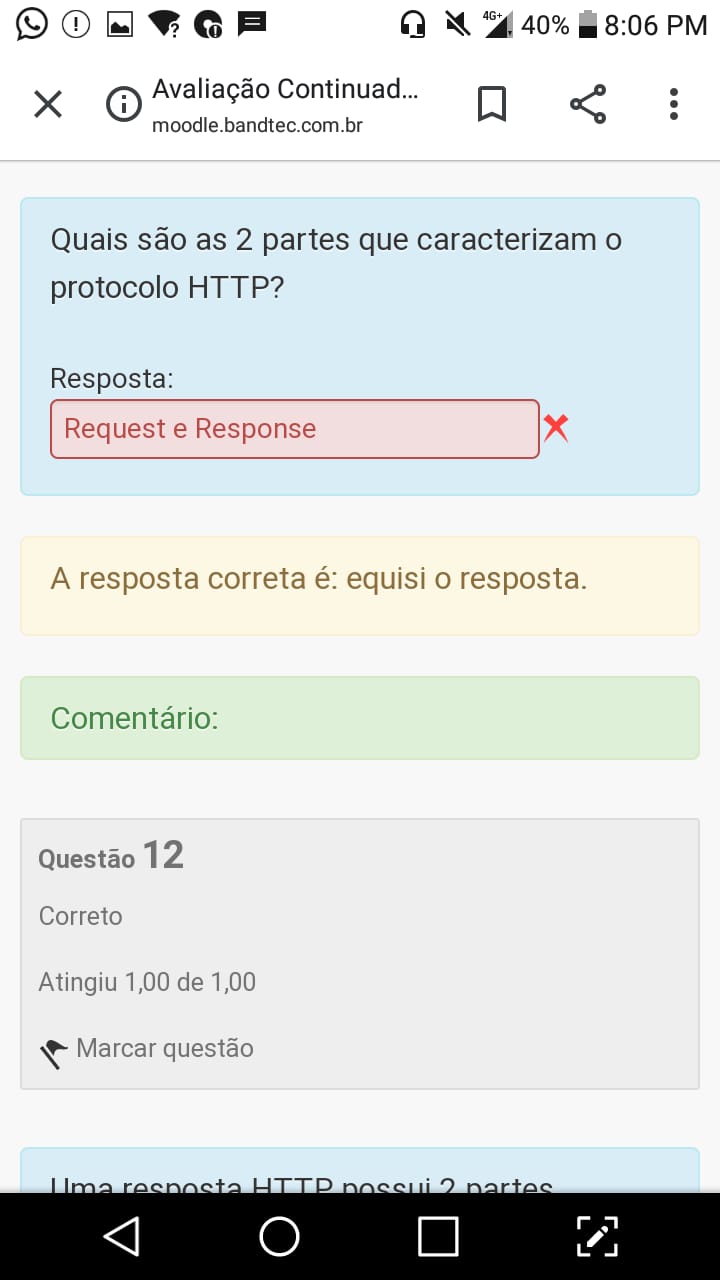 4G+ 40% 8:06 PM
Avaliação Continuad...
moodle.bandtec.com.br
Quais são as 2 partes que caracterizam o
protocolo HTTP?
Resposta:
Request e Response
A resposta correta é: equisi o resposta.
Comentário:
Questão 12
Correto
Atingiu 1,00 de 1,00
Marcar questão
Uma resposta HTTP possui 2 partes